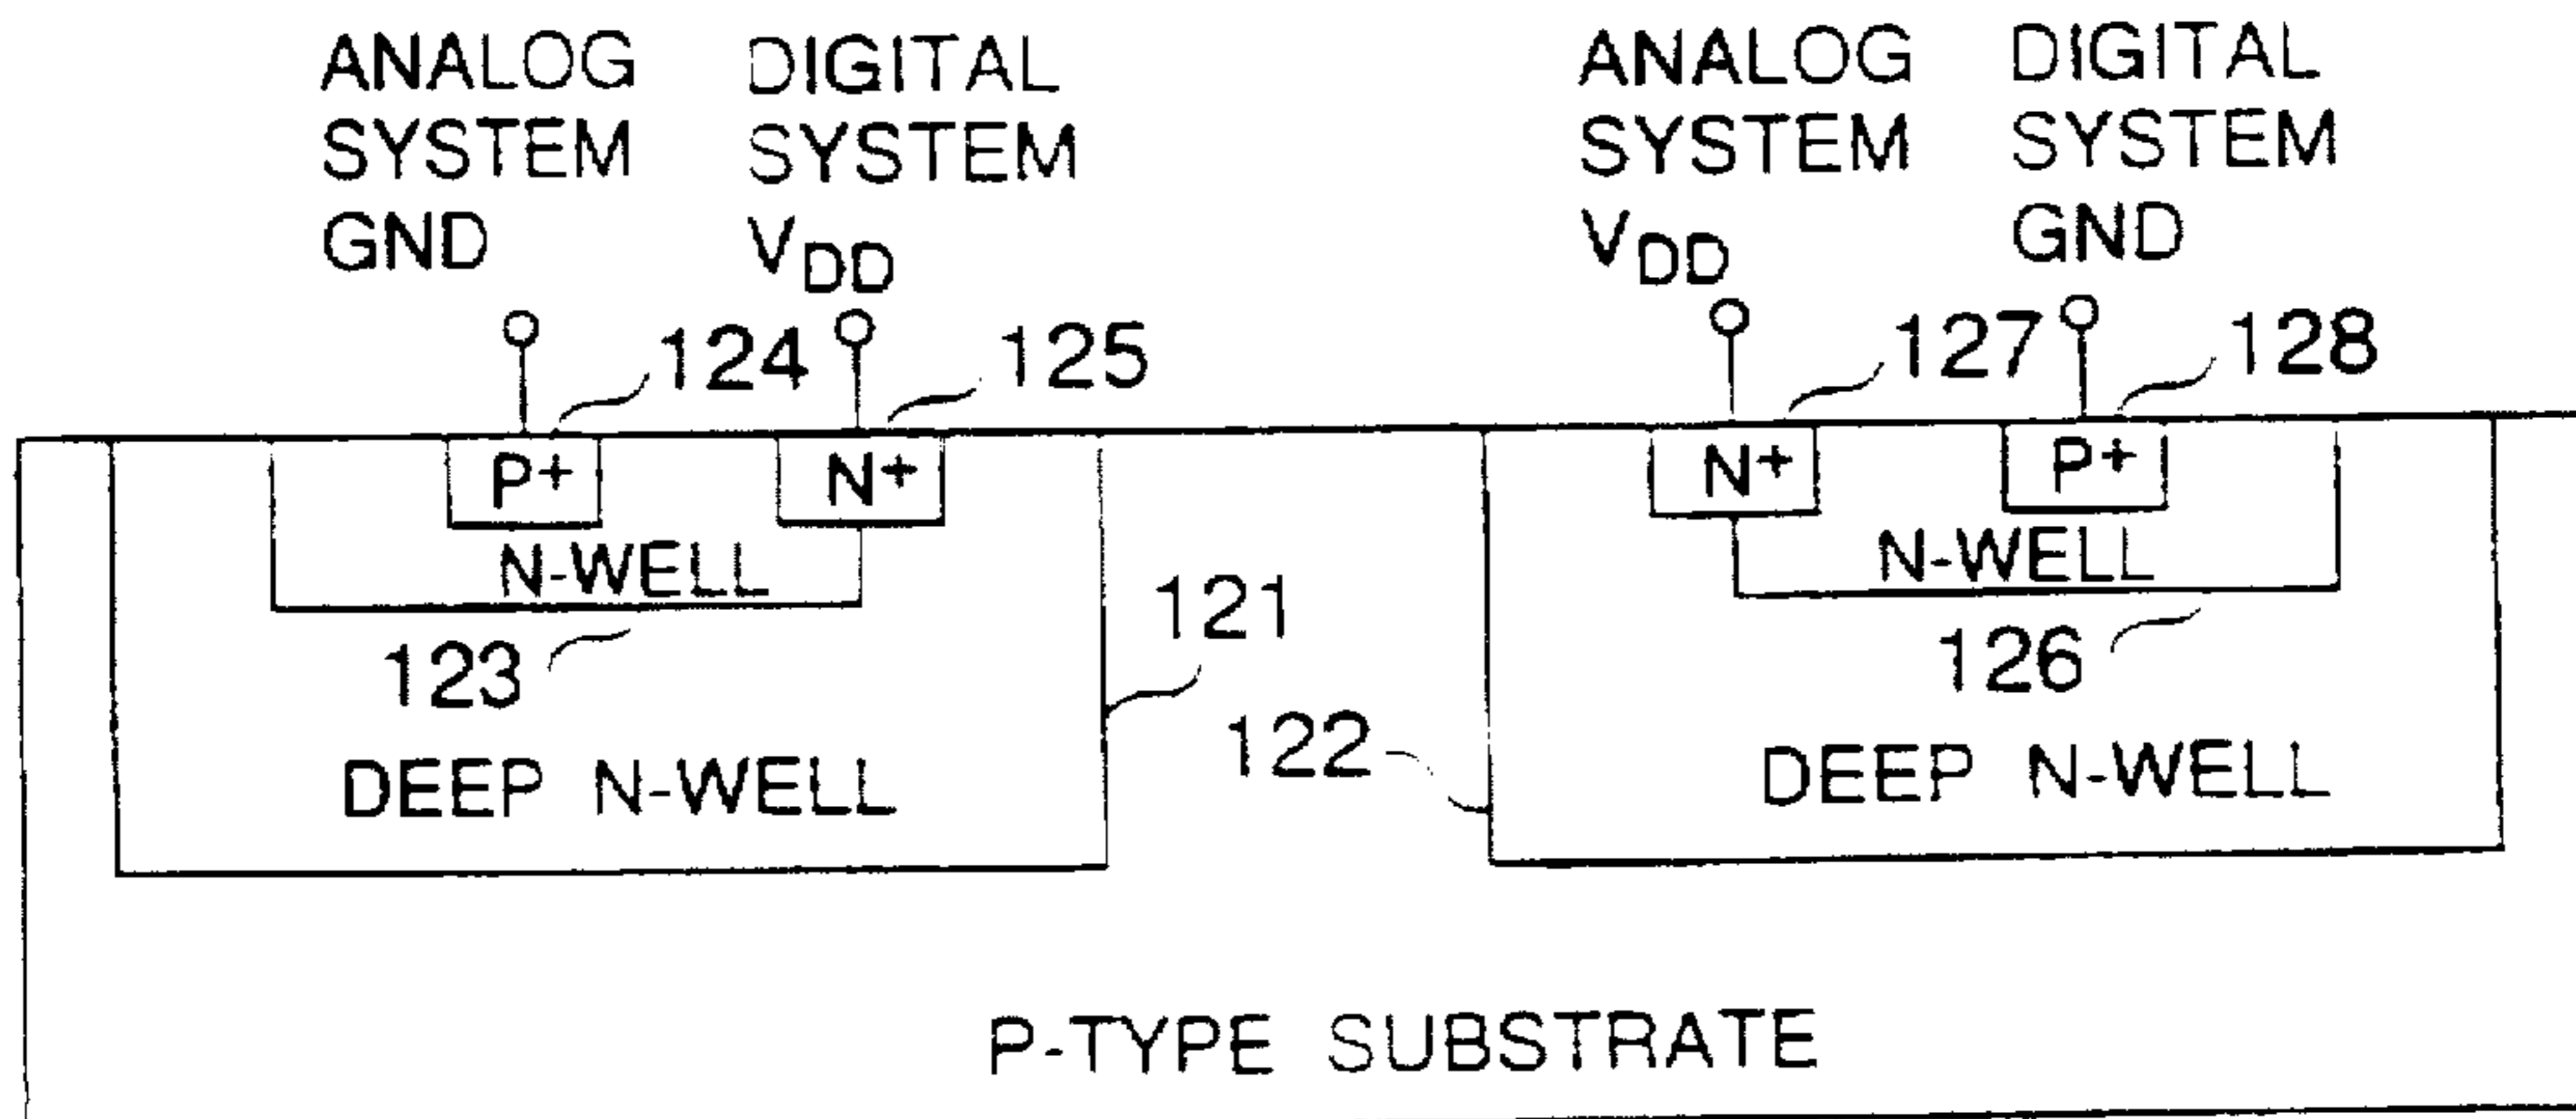 ANALOG
SYSTEM
GND
DIGITAL
SYSTEM
VDD
ANALOG
SYSTEM
VDD
DIGITAL
SYSTEM
GND
124
125
127
128
P+
N+
N+
P+
N-WELL
N-WELL
121
123
126
122
DEEP N-WELL
DEEP N-WELL
P-TYPE SUBSTRATE